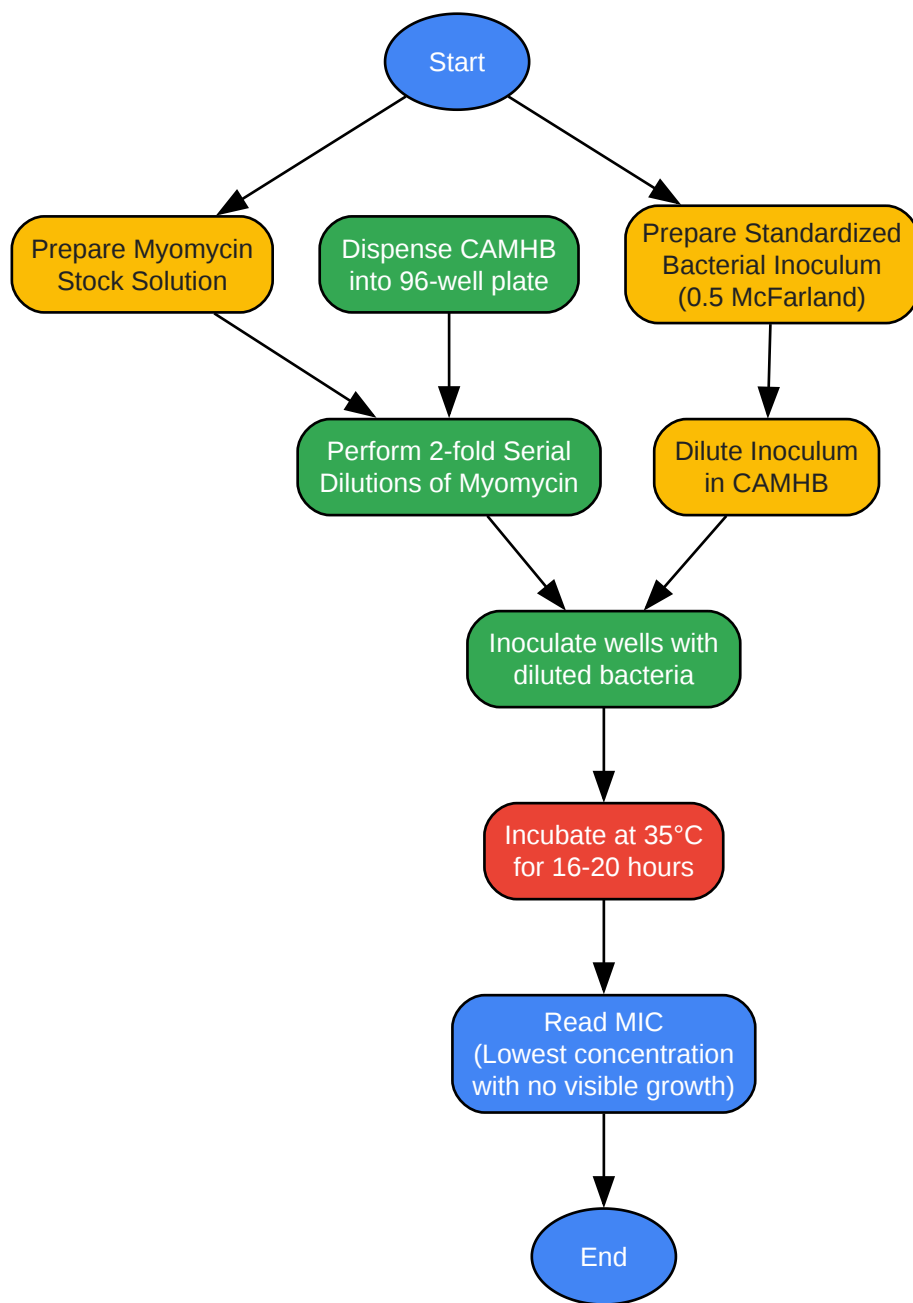 Start
Prepare Myomycin
Stock Solution
Dispense CAMHB
into 96-well plate
Prepare Standardized
Bacterial Inoculum
(0.5 McFarland)
Perform 2-fold Serial
Dilutions of Myomycin
Dilute Inoculum
in CAMHB
Inoculate wells with
diluted bacteria
Incubate at 35°C
for 16-20 hours
Read MIC
(Lowest concentration
with no visible growth)
End